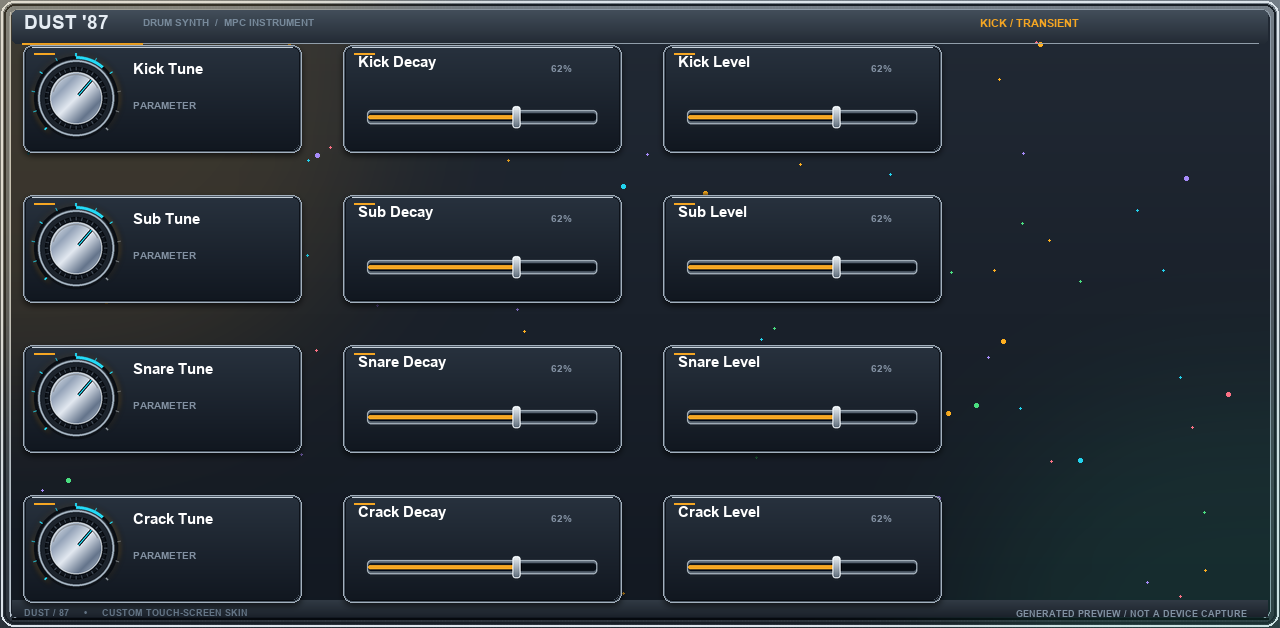 DUST '87 DRUM SYNTH / MPC INSTRUMENT KICK / TRANSIENT
Kick Tune
PARAMETER
Kick Decay
62%
Kick Level
62%
Sub Tune
PARAMETER
Sub Decay
62%
Sub Level
62%
Snare Tune
PARAMETER
Snare Decay
62%
Snare Level
62%
Crack Tune
PARAMETER
Crack Decay
62%
Crack Level
62%
DUST / 87 • CUSTOM TOUCH-SCREEN SKIN GENERATED PREVIEW / NOT A DEVICE CAPTURE